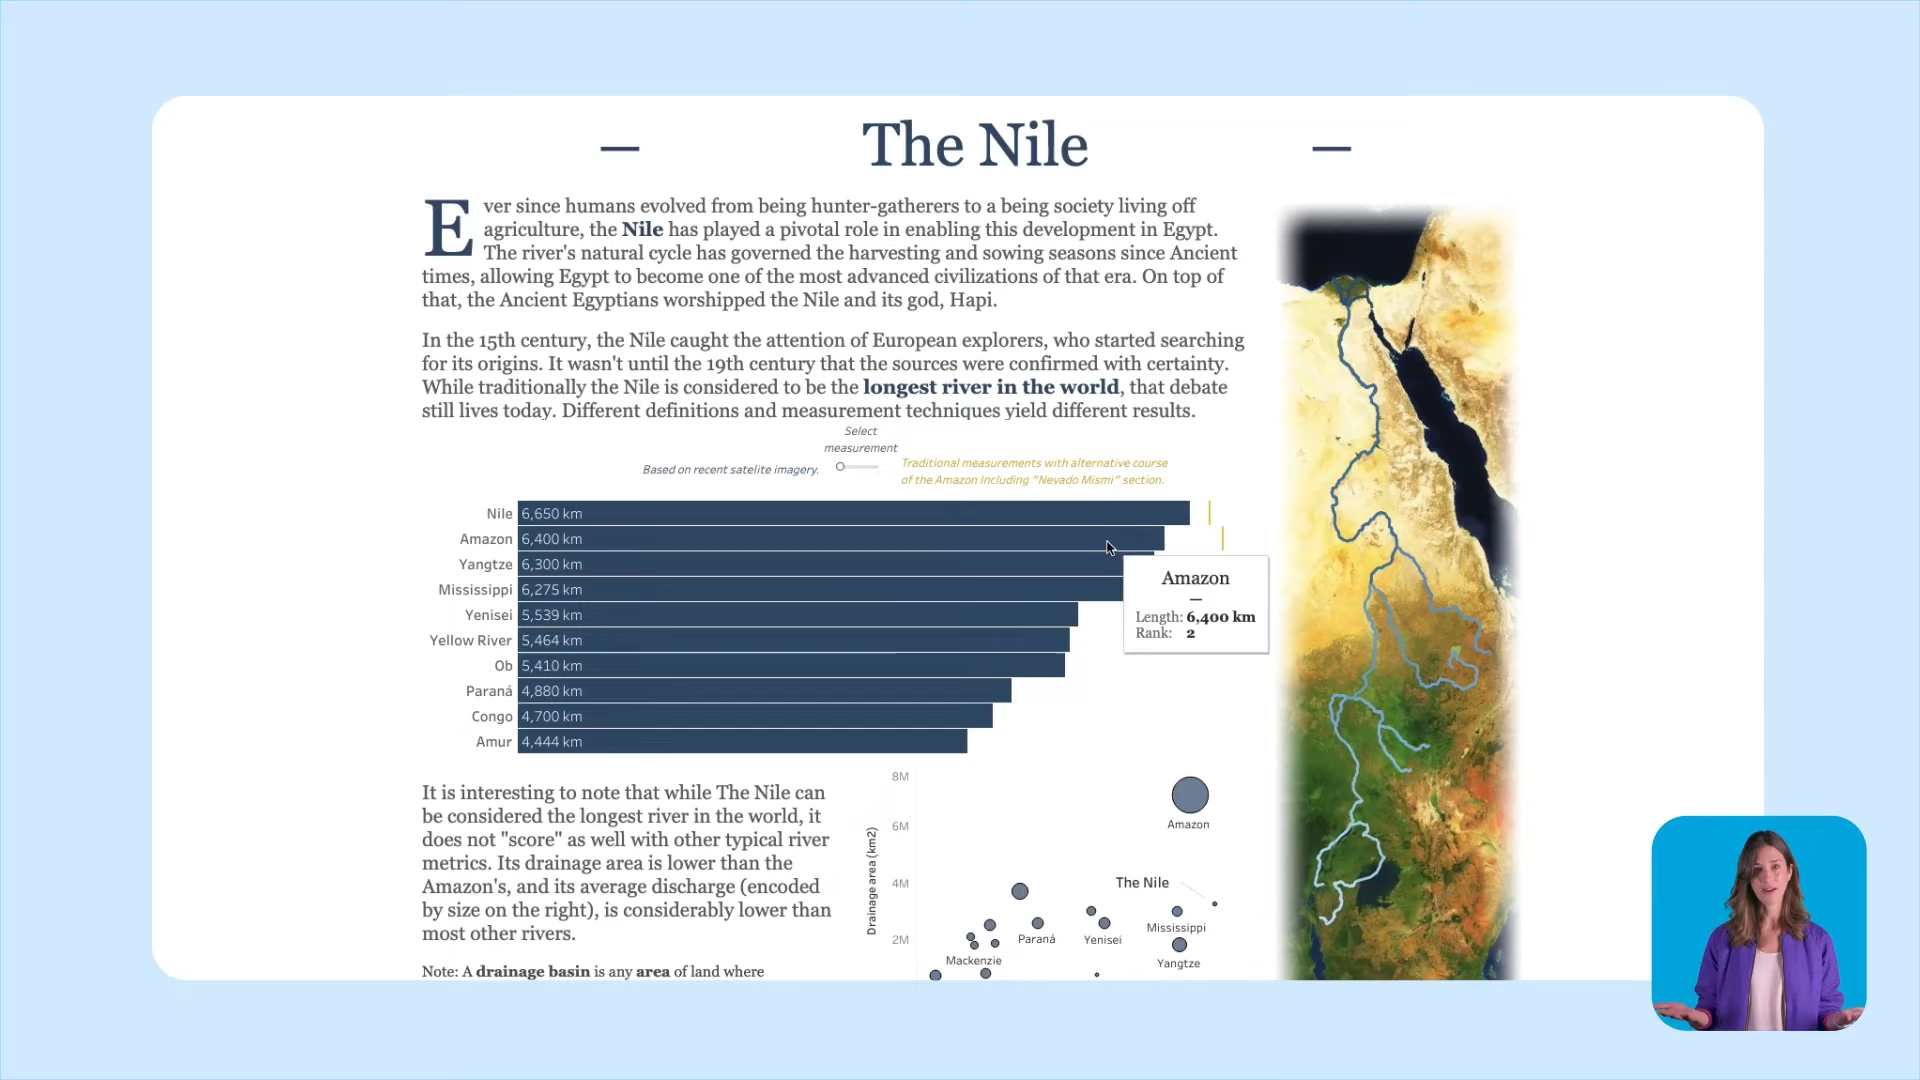 The Nile
Ever since humans evolved from being hunter-gatherers to a being society living off
agriculture, the Nile has played a pivotal role in enabling this development in Egypt.
The river's natural cycle has governed the harvesting and sowing seasons since Ancient
times, allowing Egypt to become one of the most advanced civilizations of that era. On top of
that, the Ancient Egyptians worshipped the Nile and its god, Hapi.
In the 15th century, the Nile caught the attention of European explorers, who started searching
for its origins. It wasn't until the 19th century that the sources were confirmed with certainty.
While traditionally the Nile is considered to be the longest river in the world, that debate
still lives today. Different definitions and measurement techniques yield different results.
Select
measurement
Based on recent satelite imagery.
Traditional measurements with alternative course
of the Amazon Including "Nevado Mismi" section.
Nile 6,650 km
Amazon 6,400 km
Yangtze 6,300 km
Mississippi 6,275 km
Yenisei 5,539 km
Yellow River 5,464 km
Ob 5,410 km
Paraná 4,880 km
Congo 4,700 km
Amur 4,444 km
Amazon
Length: 6,400 km
Rank: 2
It is interesting to note that while The Nile can
be considered the longest river in the world, it
does not "score" as well with other typical river
metrics. Its drainage area is lower than the
Amazon's, and its average discharge (encoded
by size on the right), is considerably lower than
most other rivers.
Note: A drainage basin is any area of land where
Drainage area (km2)
8M
6M
4M
2M
Amazon
The Nile
Mississippi
Paraná
Yenisei
Mackenzie
Yangtze